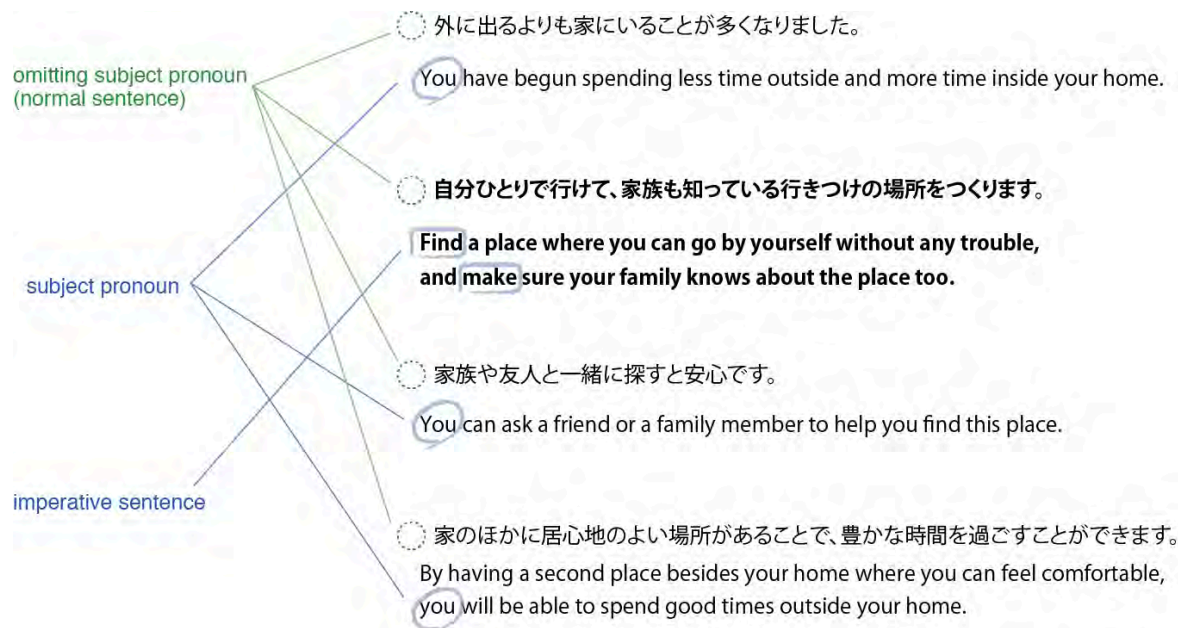 外に出るよりも家にいることが多くなりました。
omitting subject pronoun
(normal sentence)
You have begun spending less time outside and more time inside your home.
自分ひとりで行けて、家族も知っている行きつけの場所をつくります。
Find a place where you can go by yourself without any trouble,
and make sure your family knows about the place too.
subject pronoun
家族や友人と一緒に探すと安心です。
You can ask a friend or a family member to help you find this place.
imperative sentence
家のほかに居心地のよい場所があることで、豊かな時間を過ごすことができます。
By having a second place besides your home where you can feel comfortable,
you will be able to spend good times outside your home.